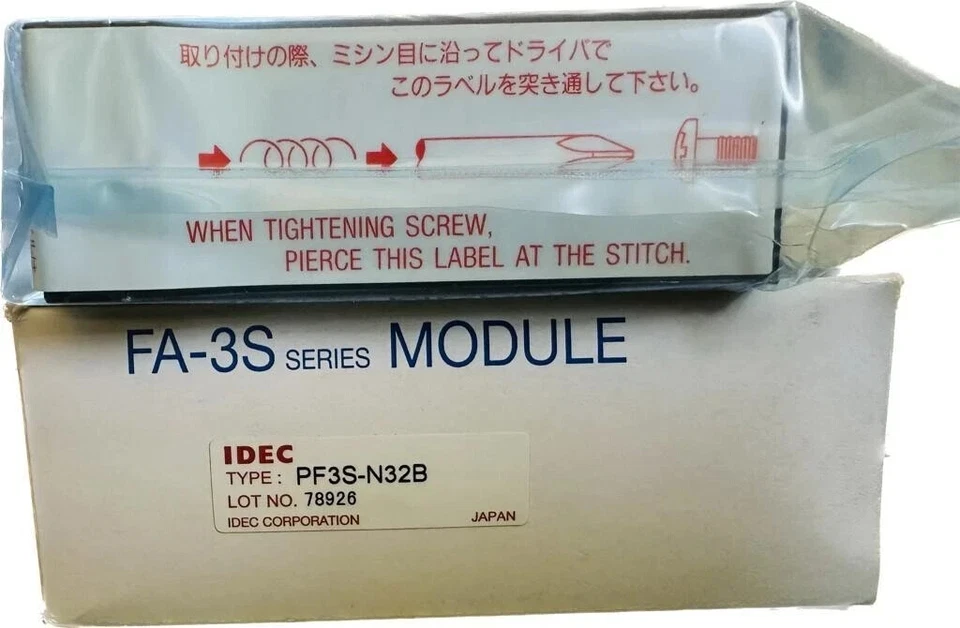 取り付けの際、ミシン目に沿ってドライバで
このラベルを突き通して下さい。
WHEN TIGHTENING SCREW,
PIERCE THIS LABEL AT THE STITCH.
FA-3S SERIES MODULE
IDEC
TYPE : PF3S-N32B
LOT NO. 78926
IDEC CORPORATION JAPAN